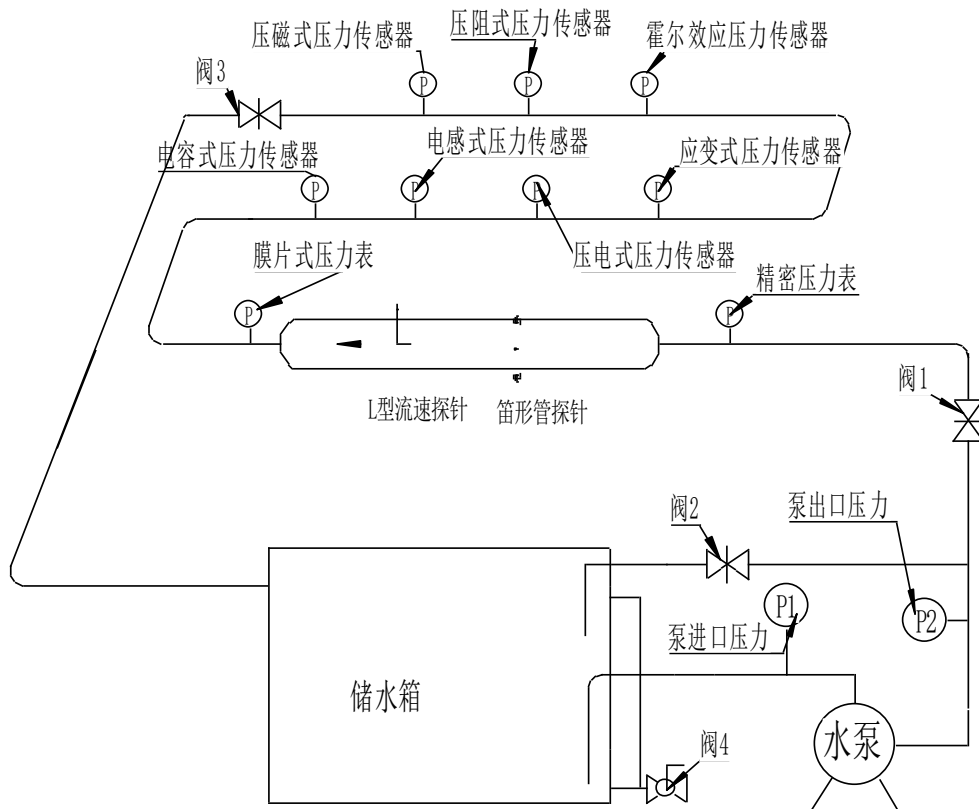 压磁式压力传感器
压阻式压力传感器
霍尔效应压力传感器
阀3
P
P
P
电容式压力传感器
电感式压力传感器
应变式压力传感器
P
P
P
P
膜片式压力表
压电式压力传感器
精密压力表
P
P
阀1
L型流速探针
笛形管探针
阀2
泵出口压力
P1
P2
泵进口压力
储水箱
水泵
阀4